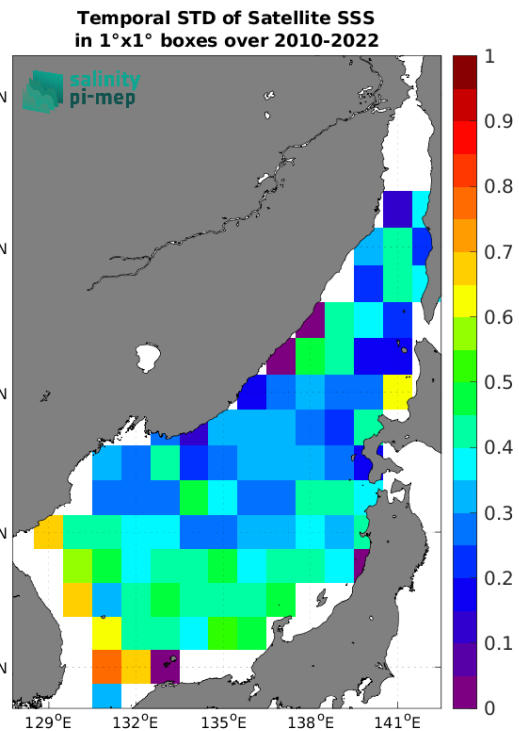 Temporal STD of Satellite SSS
in 1°x1° boxes over 2010-2022
salinity
pi-mep
N
N
N
N
N
1
0.9
0.8
0.7
0.6
0.5
0.4
0.3
0.2
0.1
0
129°E
132°E
135°E
138°E
141°E